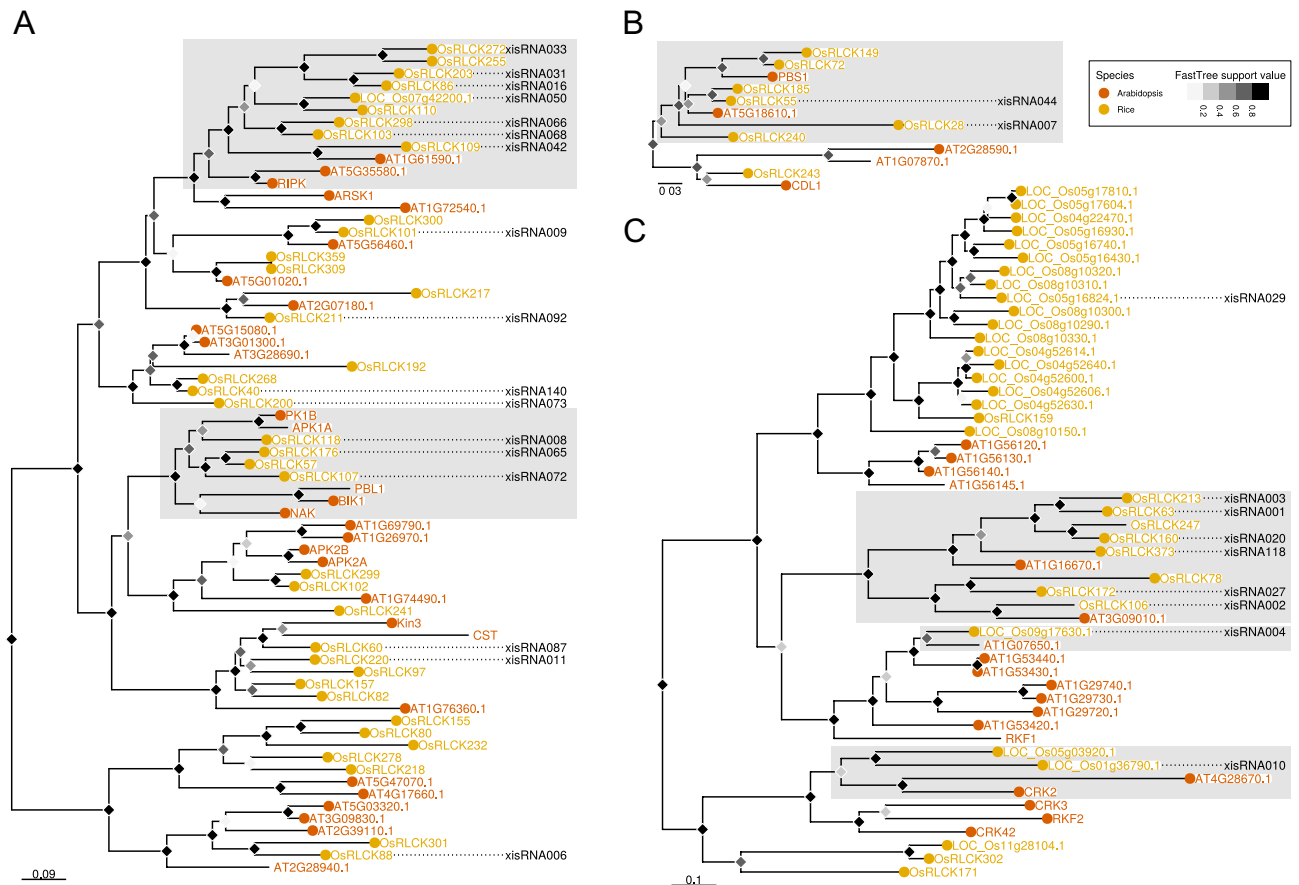 A
OsRLCK272 xisRNA033
OsRLCK255
OsRLCK203 xisRNA031
OsRLCK86 xisRNA016
LOC_Os07g42200.1 xisRNA050
OsRLCK110
OsRLCK298 xisRNA066
OsRLCK103 xisRNA068
OsRLCK109 xisRNA042
AT1G61590.1
AT5G35580.1
RIPK
ARSK1
AT1G72540.1
OsRLCK300
OsRLCK101 xisRNA009
AT5G56460.1
OsRLCK359
OsRLCK309
AT5G01020.1
OsRLCK217
AT2G07180.1
OsRLCK211 xisRNA092
AT5G15080.1
AT3G01300.1
AT3G28690.1
OsRLCK192
OsRLCK268
OsRLCK40 xisRNA140
OsRLCK200 xisRNA073
PK1B
APK1A
OsRLCK118 xisRNA008
OsRLCK176 xisRNA065
OsRLCK57
OsRLCK107 xisRNA072
PBL1
BIK1
NAK
AT1G69790.1
AT1G26970.1
APK2B
APK2A
OsRLCK299
OsRLCK102
AT1G74490.1
OsRLCK241
Kin3
CST
OsRLCK60 xisRNA087
OsRLCK220 xisRNA011
OsRLCK97
OsRLCK157
OsRLCK82
AT1G76360.1
OsRLCK155
OsRLCK80
OsRLCK232
OsRLCK278
OsRLCK218
AT5G47070.1
AT4G17660.1
AT5G03320.1
AT3G09830.1
AT2G39110.1
OsRLCK301
OsRLCK88 xisRNA006
AT2G28940.1
0.09
B
OsRLCK149
OsRLCK72
PBS1
OsRLCK185
OsRLCK55 xisRNA044
AT5G18610.1
OsRLCK28 xisRNA007
OsRLCK240
AT2G28590.1
AT1G07870.1
OsRLCK243
CDL1
0 03
Species
Arabidopsis
Rice
FastTree support value
0.2
0.4
0.6
0.8
C
LOC_Os05g17810.1
LOC_Os05g17604.1
LOC_Os04g22470.1
LOC_Os05g16930.1
LOC_Os05g16740.1
LOC_Os05g16430.1
LOC_Os08g10320.1
LOC_Os08g10310.1
LOC_Os05g16824.1 xisRNA029
LOC_Os08g10300.1
LOC_Os08g10290.1
LOC_Os08g10330.1
LOC_Os04g52614.1
LOC_Os04g52640.1
LOC_Os04g52600.1
LOC_Os04g52606.1
LOC_Os04g52630.1
OsRLCK159
LOC_Os08g10150.1
AT1G56120.1
AT1G56130.1
AT1G56140.1
AT1G56145.1
OsRLCK213 xisRNA003
OsRLCK63 xisRNA001
OsRLCK247
OsRLCK160 xisRNA020
OsRLCK373 xisRNA118
AT1G16670.1
OsRLCK78
OsRLCK172 xisRNA027
OsRLCK106 xisRNA002
AT3G09010.1
LOC_Os09g17630.1 xisRNA004
AT1G07650.1
AT1G53440.1
AT1G53430.1
AT1G29740.1
AT1G29730.1
AT1G29720.1
AT1G53420.1
RKF1
LOC_Os05g03920.1
LOC_Os01g36790.1 xisRNA010
AT4G28670.1
CRK2
CRK3
RKF2
CRK42
LOC_Os11g28104.1
OsRLCK302
OsRLCK171
0.1